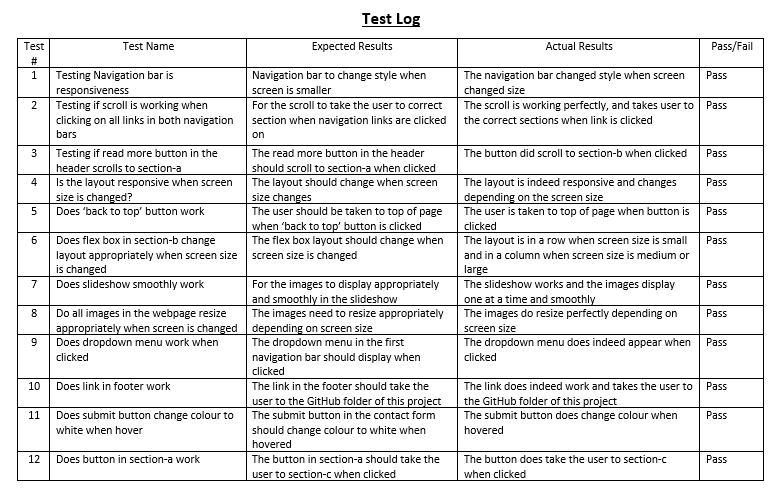 Test Log
Test # Test Name Expected Results Actual Results Pass/Fail
1 Testing Navigation bar is responsiveness Navigation bar to change style when screen is smaller The navigation bar changed style when screen changed size Pass
2 Testing if scroll is working when clicking on all links in both navigation bars For the scroll to take the user to correct section when navigation links are clicked on The scroll is working perfectly, and takes user to the correct sections when link is clicked Pass
3 Testing if read more button in the header scrolls to section-a The read more button in the header should scroll to section-a when clicked The button did scroll to section-b when clicked Pass
4 Is the layout responsive when screen size is changed? The layout should change when screen size changes The layout is indeed responsive and changes depending on the screen size Pass
5 Does ‘back to top’ button work The user should be taken to top of page when ‘back to top’ button is clicked The user is taken to top of page when button is clicked Pass
6 Does flex box in section-b change layout appropriately when screen size is changed The flex box layout should change when screen size is changed The layout is in a row when screen size is small and in a column when screen size is medium or large Pass
7 Does slideshow smoothly work For the images to display appropriately and smoothly in the slideshow The slideshow works and the images display one at a time and smoothly Pass
8 Do all images in the webpage resize appropriately when screen is changed The images need to resize appropriately depending on screen size The images do resize perfectly depending on screen size Pass
9 Does dropdown menu work when clicked The dropdown menu in the first navigation bar should display when clicked The dropdown menu does indeed appear when clicked Pass
10 Does link in footer work The link in the footer should take the user to the GitHub folder of this project The link does indeed work and takes the user to the GitHub folder of this project Pass
11 Does submit button change colour to white when hover The submit button in the contact form should change colour to white when hovered The submit button does change colour when hovered Pass
12 Does button in section-a work The button in section-a should take the user to section-c when clicked The button does take the user to section-c when clicked Pass